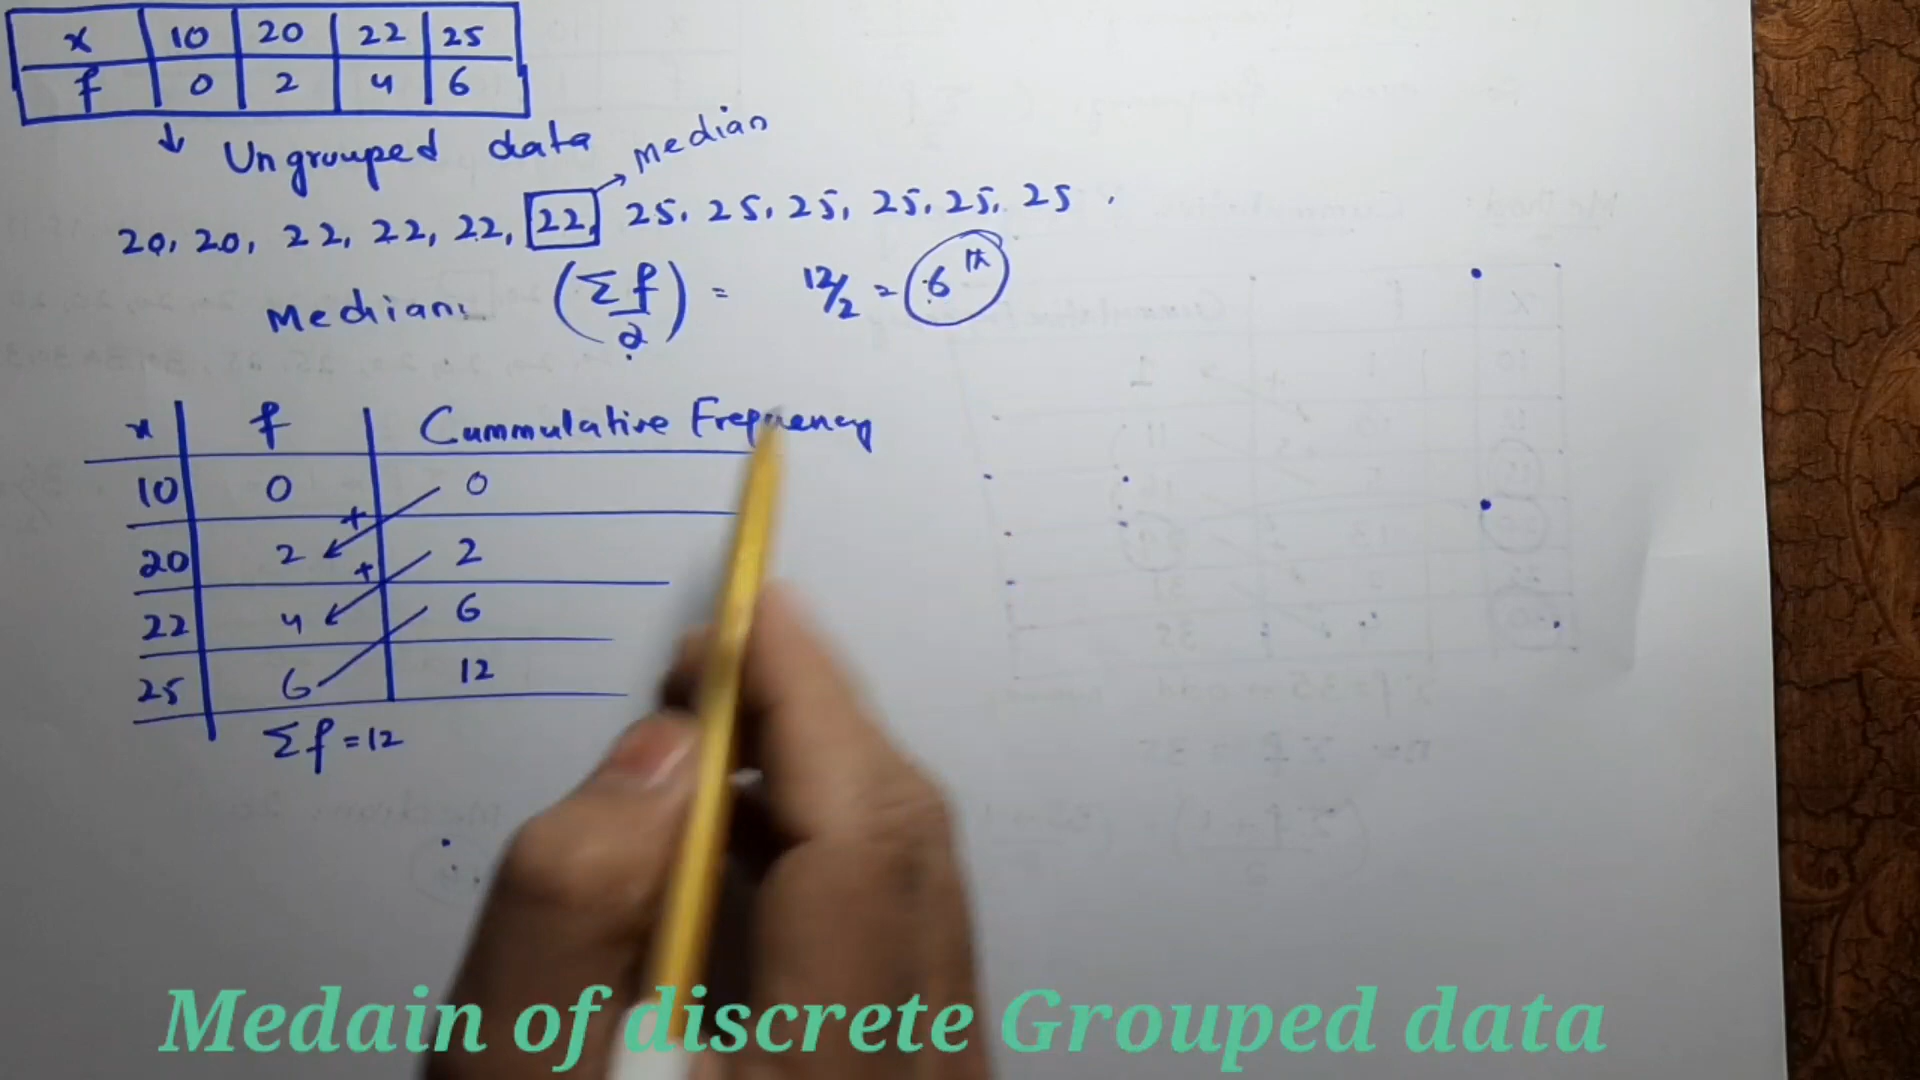 x 10 20 22 25
f 0 2 4 6
↓ Ungrouped data → median
20, 20, 22, 22, 22, 22, 25, 25, 25, 25, 25, 25.
Median: (Σf/2) = 12/2 = 6th
x f Cummulative Frequency
10 0 0
20 2 2
22 4 6
25 6 12
Σf = 12
Medain of discrete Grouped data